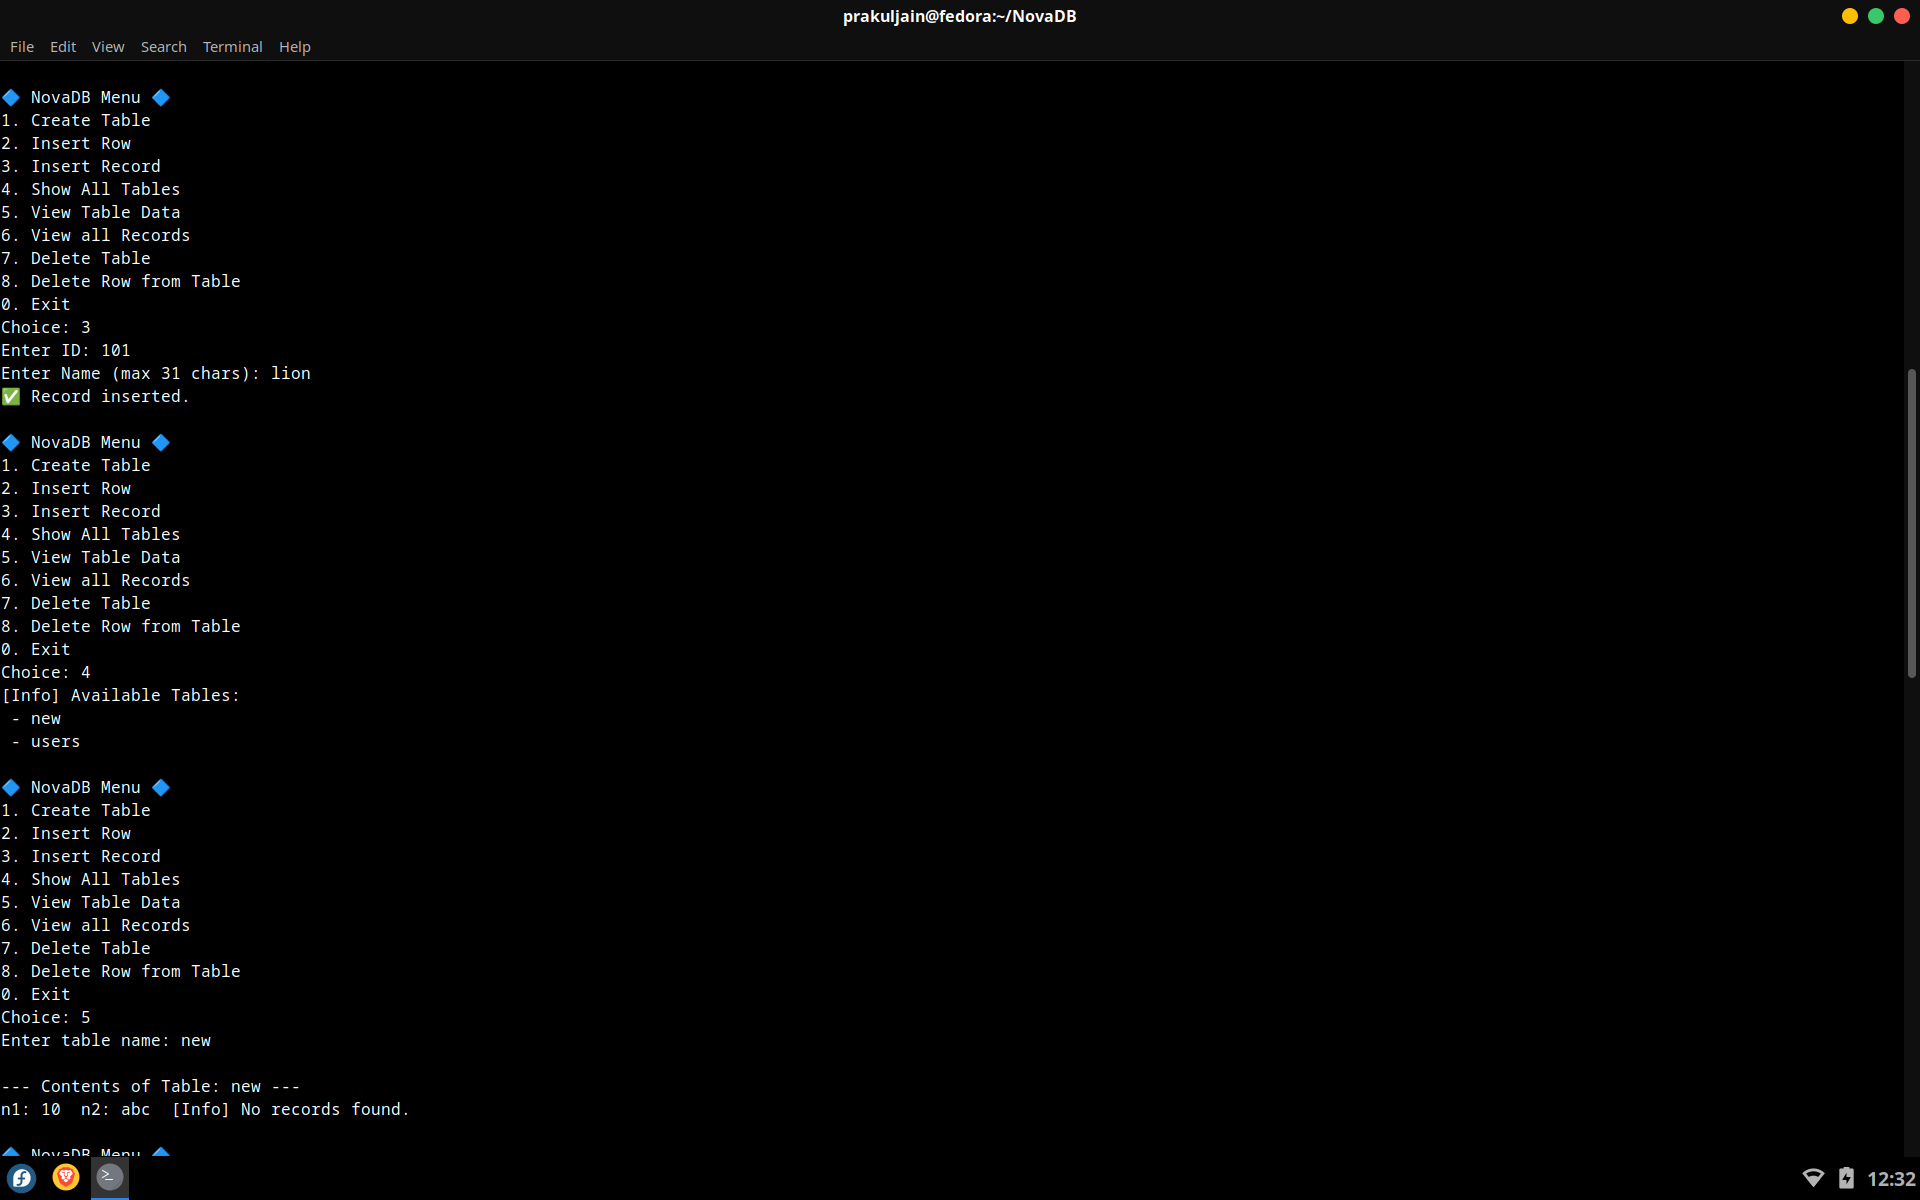 prakuljain@fedora:~/NovaDB
File Edit View Search Terminal Help
🔷 NovaDB Menu 🔷
1. Create Table
2. Insert Row
3. Insert Record
4. Show All Tables
5. View Table Data
6. View all Records
7. Delete Table
8. Delete Row from Table
0. Exit
Choice: 3
Enter ID: 101
Enter Name (max 31 chars): lion
✅ Record inserted.
🔷 NovaDB Menu 🔷
1. Create Table
2. Insert Row
3. Insert Record
4. Show All Tables
5. View Table Data
6. View all Records
7. Delete Table
8. Delete Row from Table
0. Exit
Choice: 4
[Info] Available Tables:
- new
- users
🔷 NovaDB Menu 🔷
1. Create Table
2. Insert Row
3. Insert Record
4. Show All Tables
5. View Table Data
6. View all Records
7. Delete Table
8. Delete Row from Table
0. Exit
Choice: 5
Enter table name: new
--- Contents of Table: new ---
n1: 10  n2: abc  [Info] No records found.
🔷 NovaDB Menu 🔷
12:32